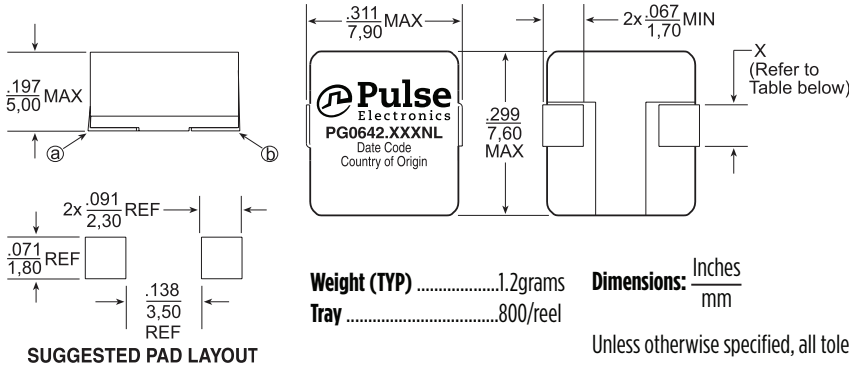 .197
5,00 MAX
a
b
.311
7,90 MAX
Pulse
Electronics
PG0642.XXXNL
Date Code
Country of Origin
.299
7,60
MAX
2x .067 MIN
1,70
X
(Refer to
Table below)
2x .091 REF
2,30
.071 REF
1,80
.138
3,50
REF
SUGGESTED PAD LAYOUT
Weight (TYP) ..................1.2grams
Tray ..................................800/reel
Dimensions: Inches
mm
Unless otherwise specified, all tole